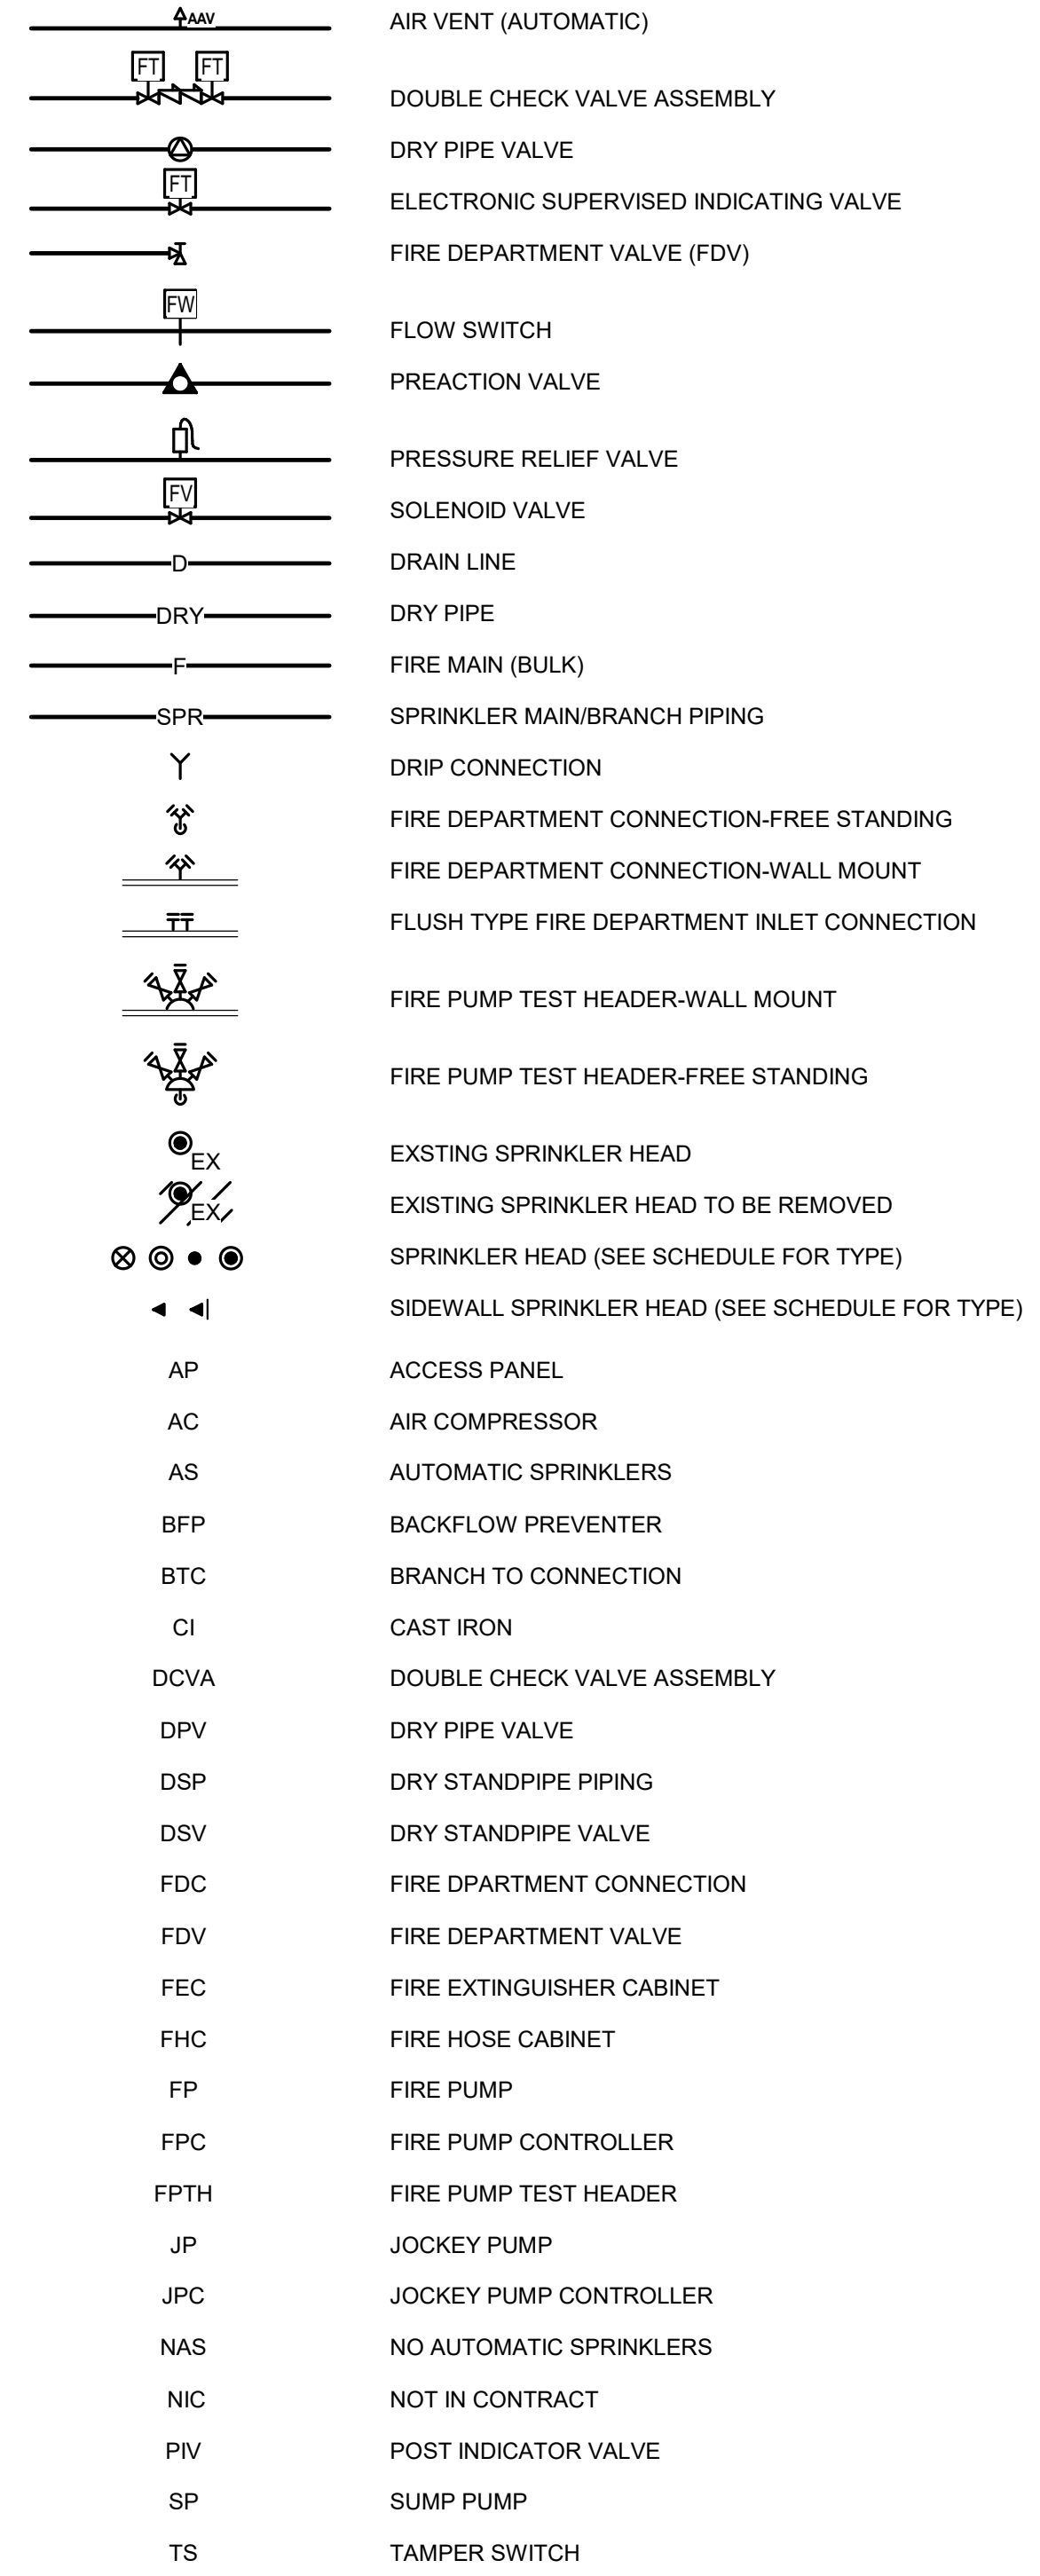 AAV AIR VENT (AUTOMATIC)
FT FT
DOUBLE CHECK VALVE ASSEMBLY
DRY PIPE VALVE
FT ELECTRONIC SUPERVISED INDICATING VALVE
FIRE DEPARTMENT VALVE (FDV)
FW
FLOW SWITCH
PREACTION VALVE
PRESSURE RELIEF VALVE
FV SOLENOID VALVE
D DRAIN LINE
DRY DRY PIPE
F FIRE MAIN (BULK)
SPR SPRINKLER MAIN/BRANCH PIPING
DRIP CONNECTION
FIRE DEPARTMENT CONNECTION-FREE STANDING
FIRE DEPARTMENT CONNECTION-WALL MOUNT
FLUSH TYPE FIRE DEPARTMENT INLET CONNECTION
FIRE PUMP TEST HEADER-WALL MOUNT
FIRE PUMP TEST HEADER-FREE STANDING
EX EXSTING SPRINKLER HEAD
EX EXISTING SPRINKLER HEAD TO BE REMOVED
SPRINKLER HEAD (SEE SCHEDULE FOR TYPE)
SIDEWALL SPRINKLER HEAD (SEE SCHEDULE FOR TYPE)
AP ACCESS PANEL
AC AIR COMPRESSOR
AS AUTOMATIC SPRINKLERS
BFP BACKFLOW PREVENTER
BTC BRANCH TO CONNECTION
CI CAST IRON
DCVA DOUBLE CHECK VALVE ASSEMBLY
DPV DRY PIPE VALVE
DSP DRY STANDPIPE PIPING
DSV DRY STANDPIPE VALVE
FDC FIRE DPARTMENT CONNECTION
FDV FIRE DEPARTMENT VALVE
FEC FIRE EXTINGUISHER CABINET
FHC FIRE HOSE CABINET
FP FIRE PUMP
FPC FIRE PUMP CONTROLLER
FPTH FIRE PUMP TEST HEADER
JP JOCKEY PUMP
JPC JOCKEY PUMP CONTROLLER
NAS NO AUTOMATIC SPRINKLERS
NIC NOT IN CONTRACT
PIV POST INDICATOR VALVE
SP SUMP PUMP
TS TAMPER SWITCH